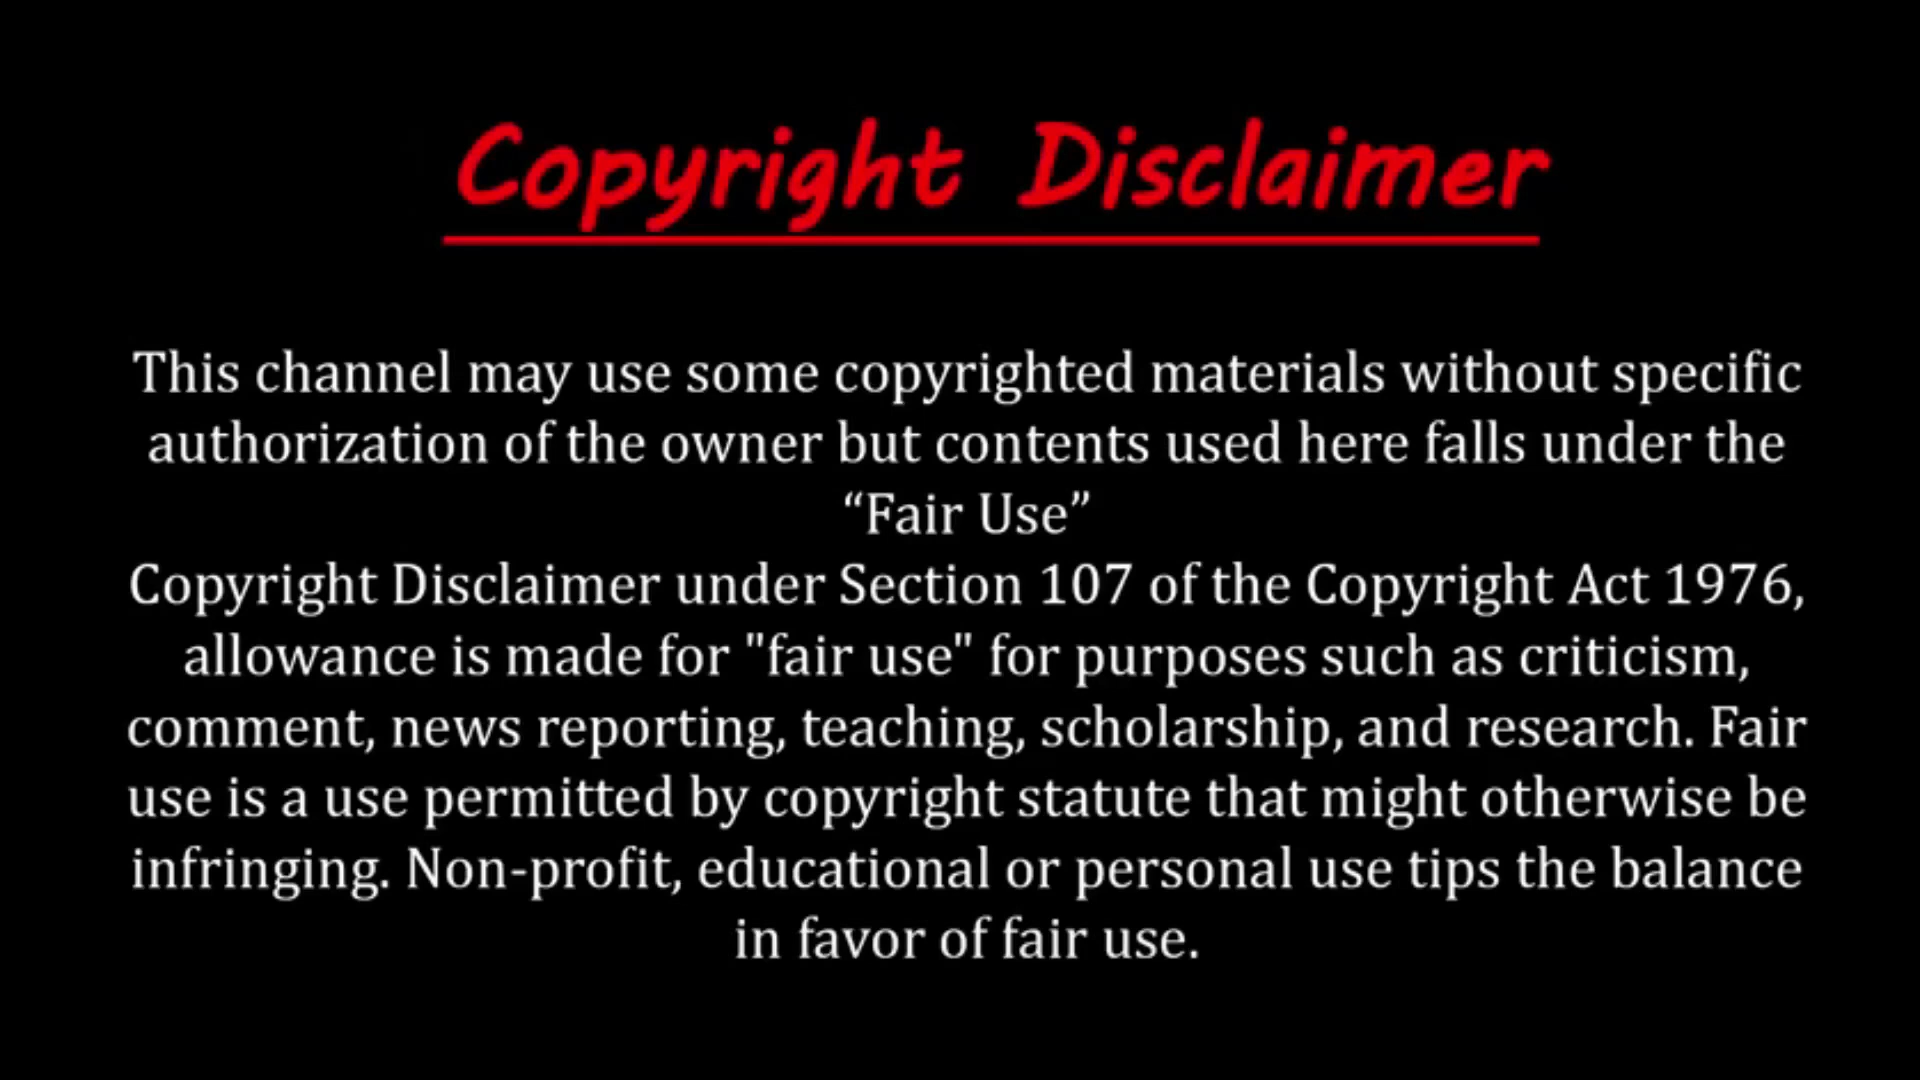 Copyright Disclaimer
This channel may use some copyrighted materials without specific
authorization of the owner but contents used here falls under the
“Fair Use”
Copyright Disclaimer under Section 107 of the Copyright Act 1976,
allowance is made for "fair use" for purposes such as criticism,
comment, news reporting, teaching, scholarship, and research. Fair
use is a use permitted by copyright statute that might otherwise be
infringing. Non-profit, educational or personal use tips the balance
in favor of fair use.